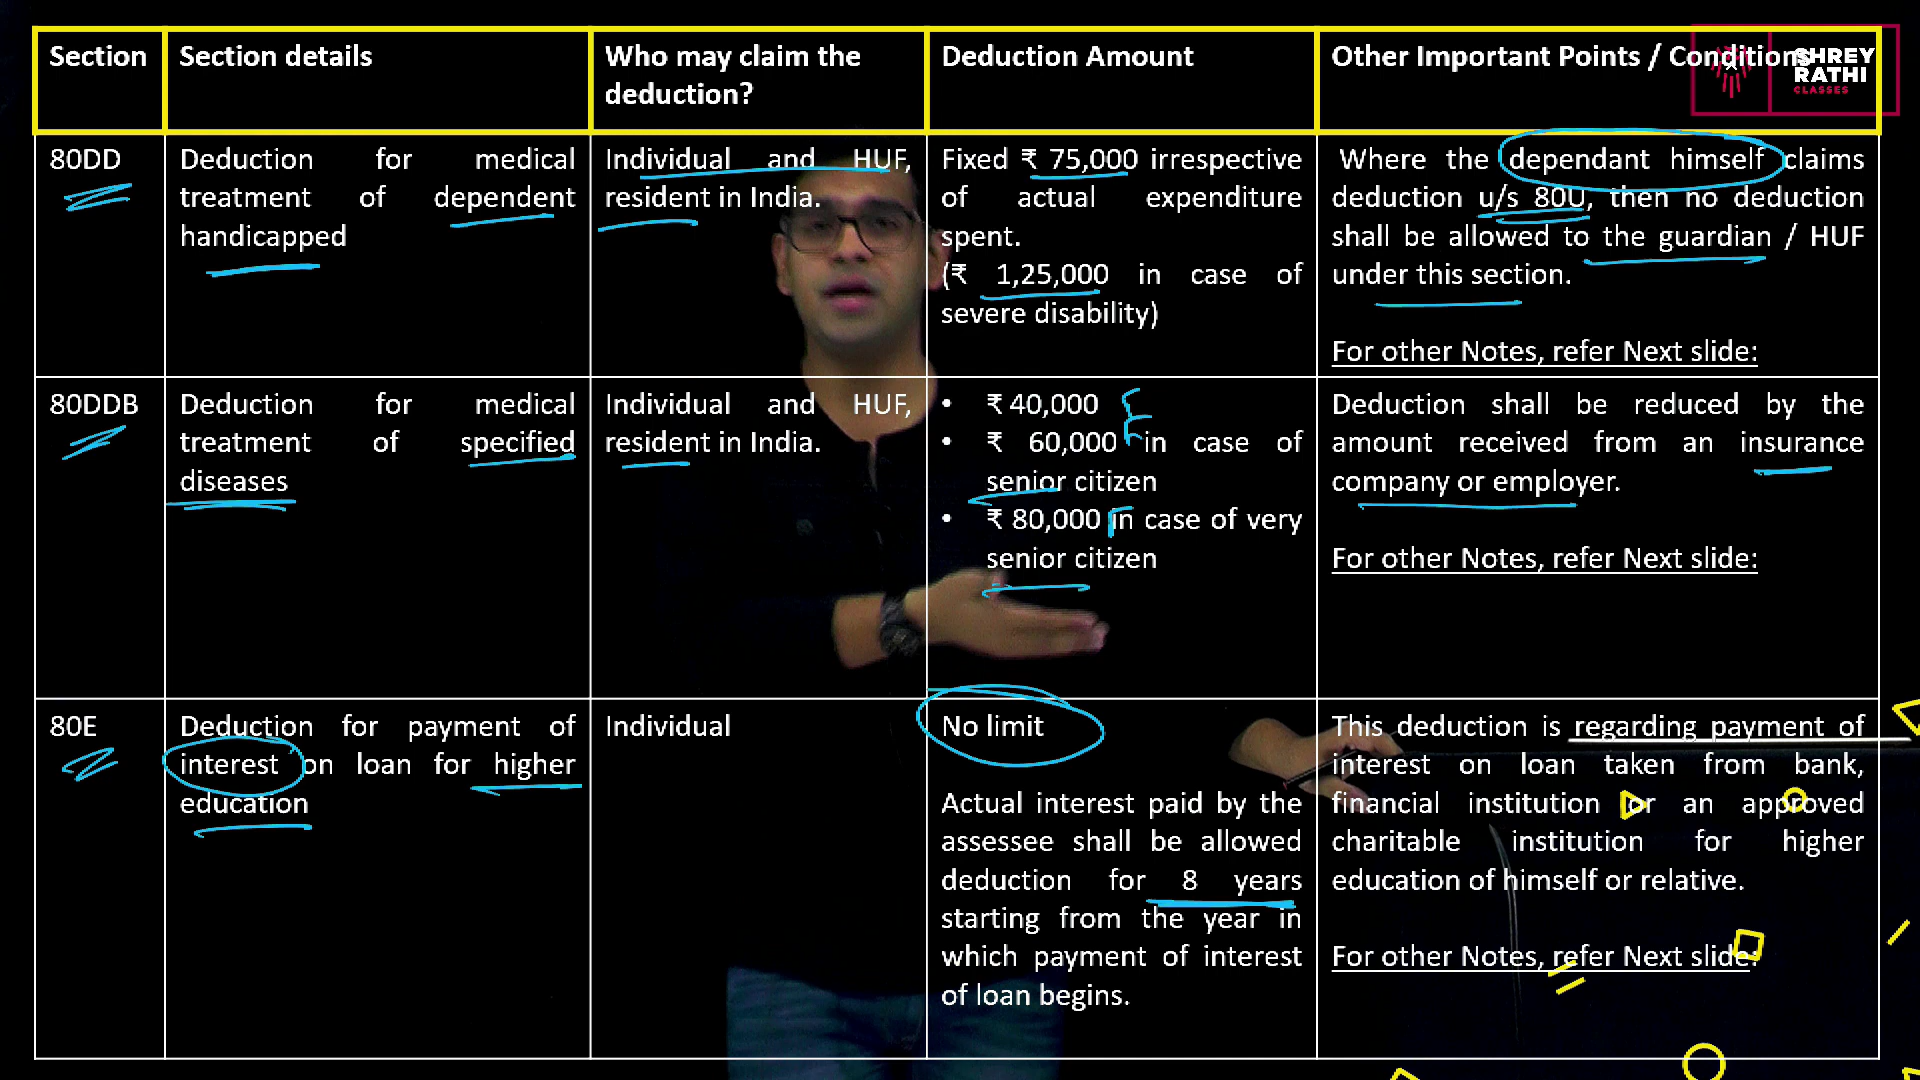 Section
Section details
Who may claim the
deduction?
Deduction Amount
Other Important Points / Conditions
SHREY
RATHI
CLASSES
80DD
Deduction for medical
treatment of dependent
handicapped
Individual and HUF,
resident in India.
Fixed ₹ 75,000 irrespective
of actual expenditure
spent.
(₹ 1,25,000 in case of
severe disability)
Where the dependant himself claims
deduction u/s 80U, then no deduction
shall be allowed to the guardian / HUF
under this section.
For other Notes, refer Next slide:
80DDB
Deduction for medical
treatment of specified
diseases
Individual and HUF,
resident in India.
• ₹ 40,000
• ₹ 60,000 in case of
senior citizen
• ₹ 80,000 in case of very
senior citizen
Deduction shall be reduced by the
amount received from an insurance
company or employer.
For other Notes, refer Next slide:
80E
Deduction for payment of
interest on loan for higher
education
Individual
No limit
Actual interest paid by the
assessee shall be allowed
deduction for 8 years
starting from the year in
which payment of interest
of loan begins.
This deduction is regarding payment of
interest on loan taken from bank,
financial institution or an approved
charitable institution for higher
education of himself or relative.
For other Notes, refer Next slide: